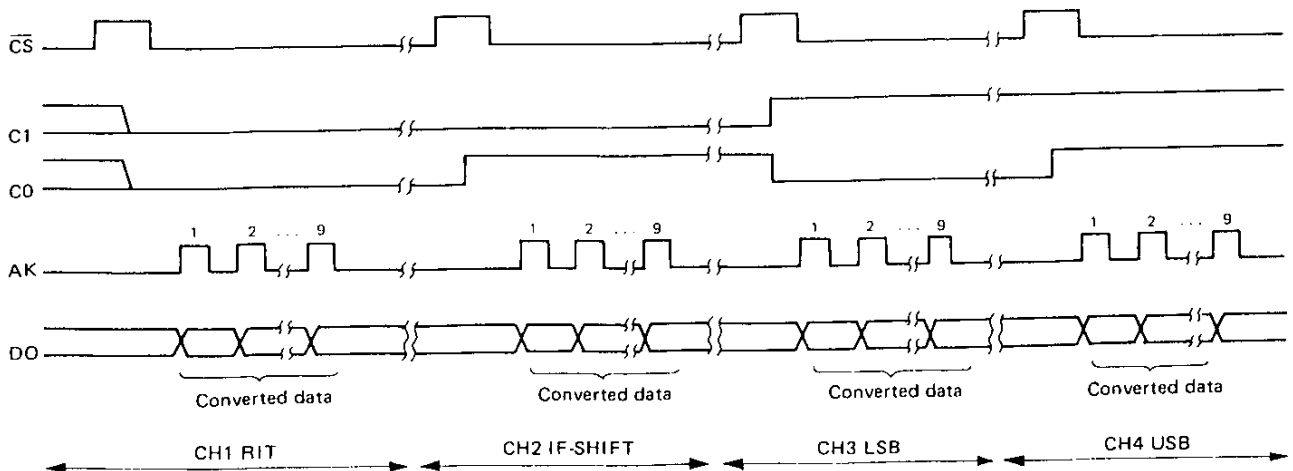 C̅S̅
C1
C0
1 2 ... 9 1 2 ... 9 1 2 ... 9 1 2 ... 9
AK
DO
Converted data Converted data Converted data Converted data
CH1 RIT CH2 IF-SHIFT CH3 LSB CH4 USB